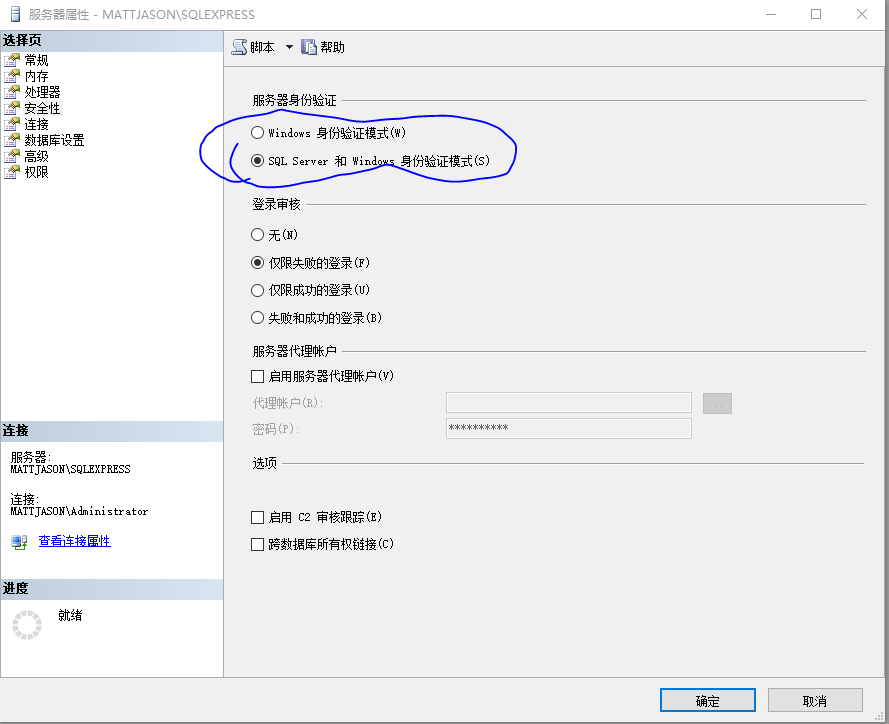 服务器属性 - MATTJASON\SQLEXPRESS
选择页
常规
内存
处理器
安全性
连接
数据库设置
高级
权限
脚本
帮助
服务器身份验证
Windows 身份验证模式(W)
SQL Server 和 Windows 身份验证模式(S)
登录审核
无(N)
仅限失败的登录(F)
仅限成功的登录(U)
失败和成功的登录(B)
服务器代理帐户
启用服务器代理帐户(V)
代理帐户(R):
...
密码(P):
**********
选项
启用 C2 审核跟踪(E)
跨数据库所有权链接(C)
连接
服务器:
MATTJASON\SQLEXPRESS
连接:
MATTJASON\Administrator
查看连接属性
进度
就绪
确定
取消